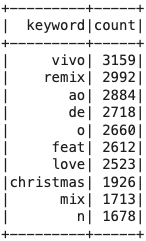 +---------+-----+
|  keyword|count|
+---------+-----+
|     vivo| 3159|
|    remix| 2992|
|       ao| 2884|
|       de| 2718|
|        o| 2660|
|     feat| 2612|
|     love| 2523|
|christmas| 1926|
|      mix| 1713|
|        n| 1678|
+---------+-----+